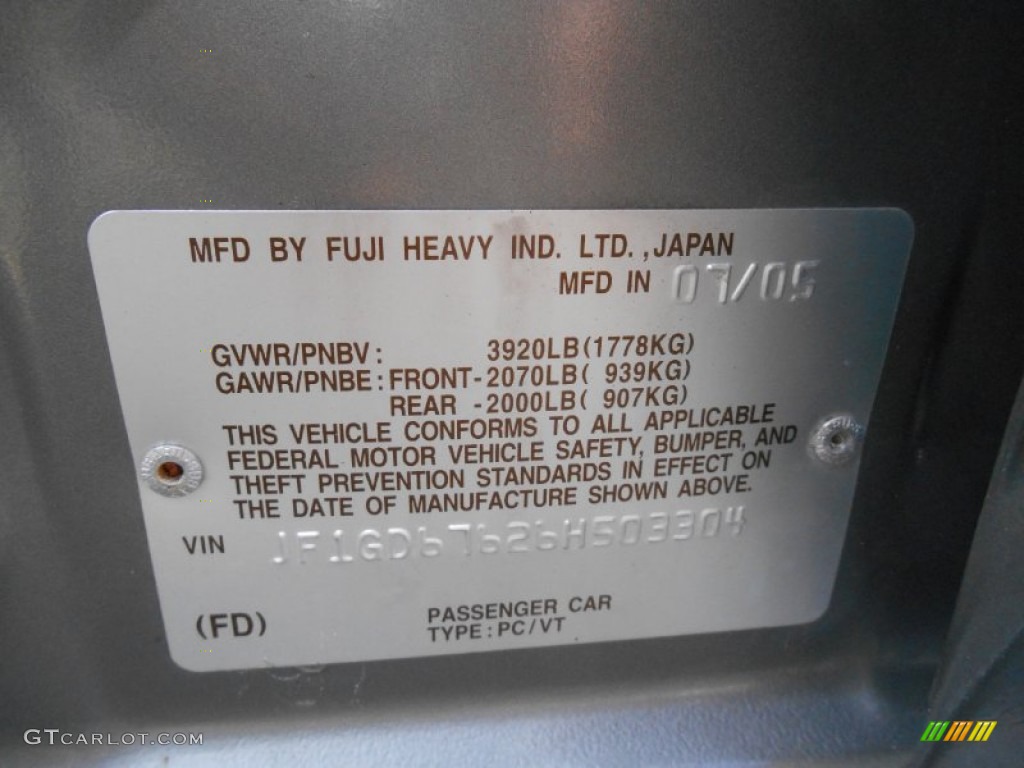 MFD BY FUJI HEAVY IND. LTD.,JAPAN
MFD IN 07/05
GVWR/PNBV: 3920LB(1778KG)
GAWR/PNBE:FRONT-2070LB( 939KG)
REAR -2000LB( 907KG)
THIS VEHICLE CONFORMS TO ALL APPLICABLE
FEDERAL MOTOR VEHICLE SAFETY, BUMPER, AND
THEFT PREVENTION STANDARDS IN EFFECT ON
THE DATE OF MANUFACTURE SHOWN ABOVE.
VIN JF1GD67626H503304
(FD)
PASSENGER CAR
TYPE:PC/VT
GTCARLOT.COM